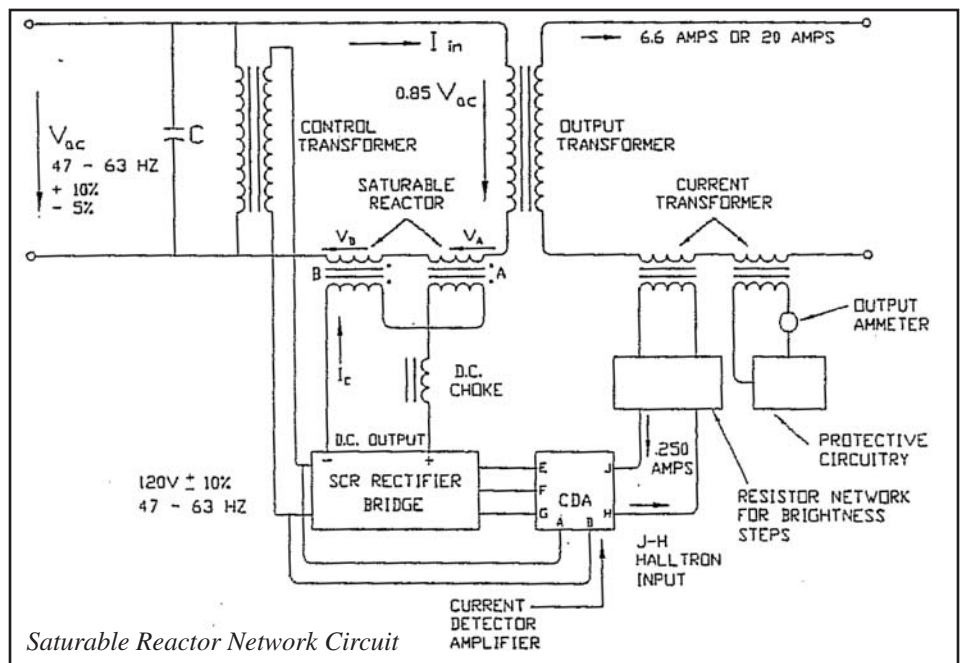 I in
6.6 AMPS OR 20 AMPS
0.85 Vac
Vac
47 - 63 HZ
+ 10%
- 5%
C
CONTROL
TRANSFORMER
OUTPUT
TRANSFORMER
SATURABLE
REACTOR
CURRENT
TRANSFORMER
VB
VA
B
A
OUTPUT
AMMETER
Ic
D.C.
CHOKE
D.C. OUTPUT
- +
SCR RECTIFIER
BRIDGE
120V ± 10%
47 - 63 HZ
E
F
G
CDA
A B
J
H
.250
AMPS
PROTECTIVE
CIRCUITRY
RESISTOR NETWORK
FOR BRIGHTNESS
STEPS
J-H
HALLTRON
INPUT
CURRENT
DETECTOR
AMPLIFIER
Saturable Reactor Network Circuit